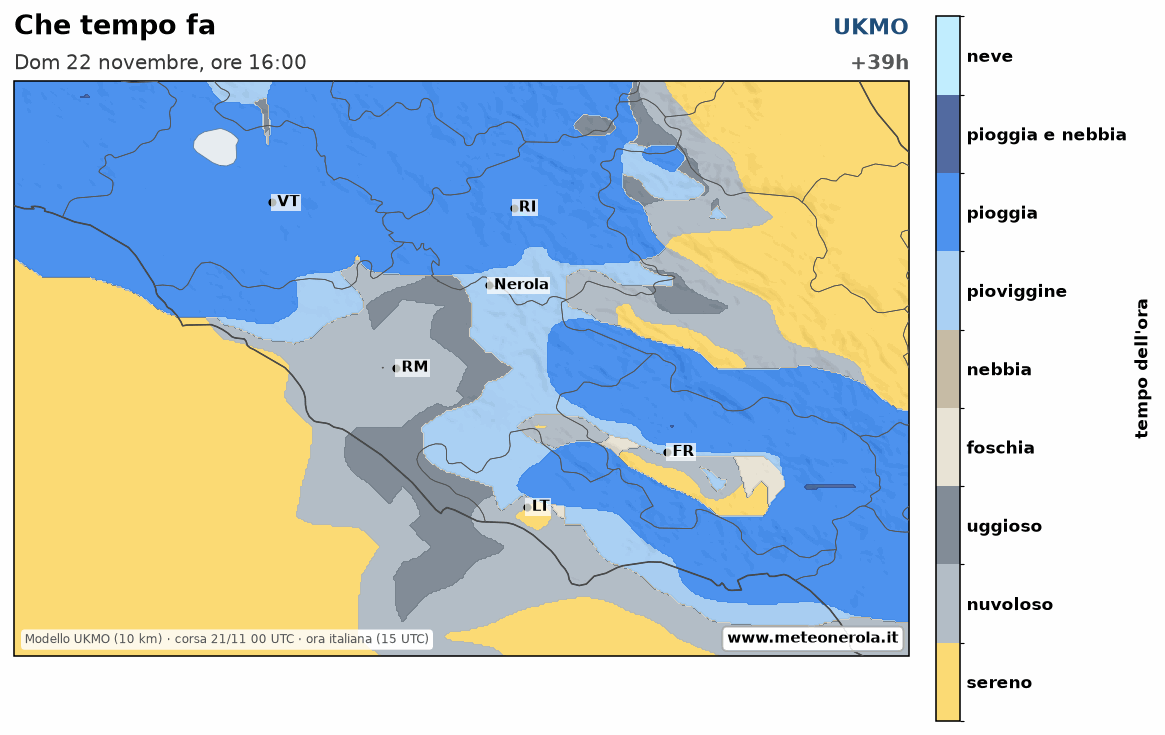 Che tempo fa
UKMO
Dom 22 novembre, ore 16:00
+39h
VT
RI
Nerola
RM
FR
LT
Modello UKMO (10 km) · corsa 21/11 00 UTC · ora italiana (15 UTC)
www.meteonerola.it
neve
pioggia e nebbia
pioggia
pioviggine
nebbia
foschia
uggioso
nuvoloso
sereno
tempo dell'ora